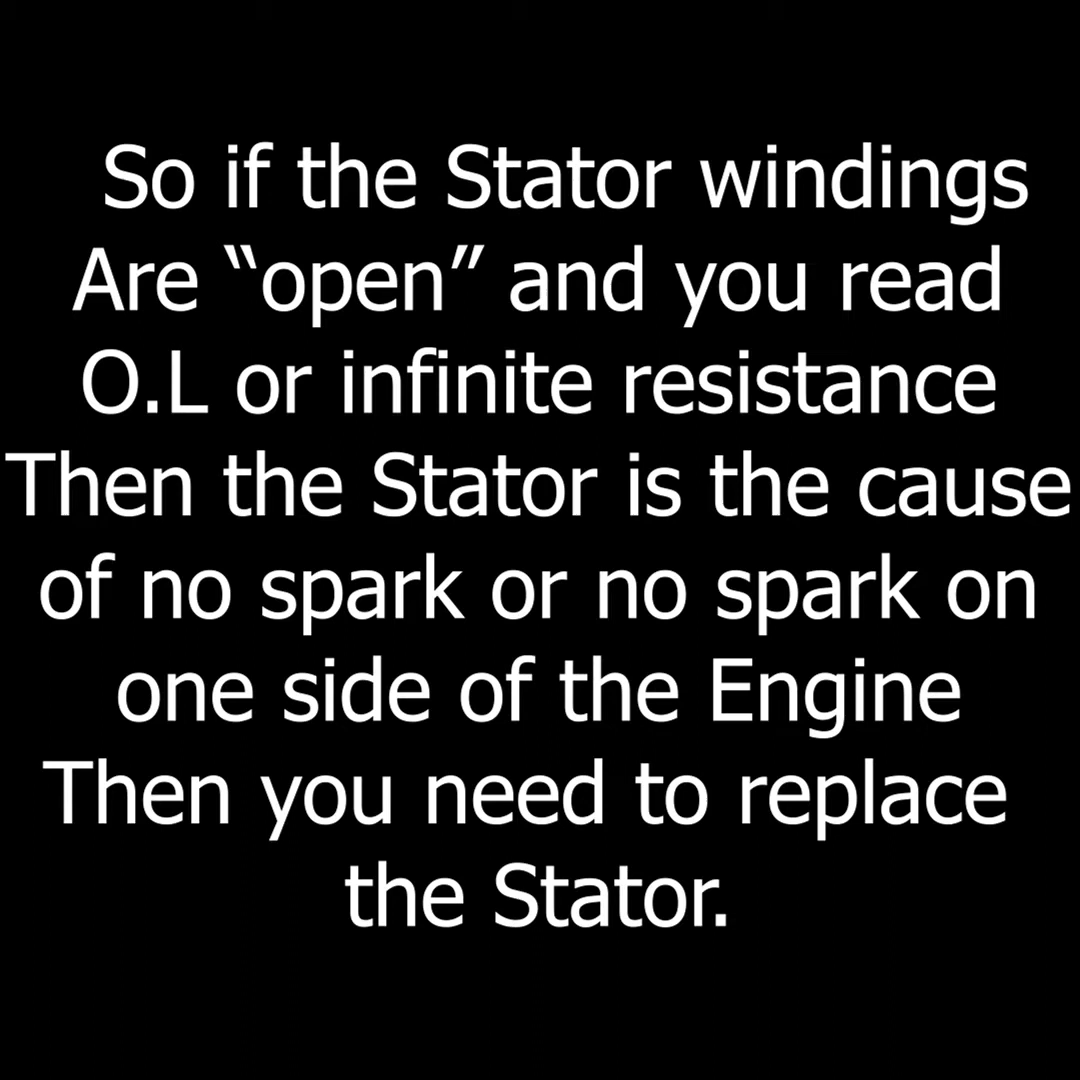 So if the Stator windings
Are “open” and you read
O.L or infinite resistance
Then the Stator is the cause
of no spark or no spark on
one side of the Engine
Then you need to replace
the Stator.